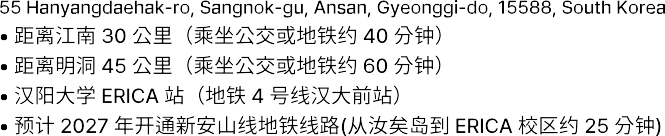 55 Hanyangdaehak-ro, Sangnok-gu, Ansan, Gyeonggi-do, 15588, South Korea
• 距离江南 30 公里（乘坐公交或地铁约 40 分钟）
• 距离明洞 45 公里（乘坐公交或地铁约 60 分钟）
• 汉阳大学 ERICA 站（地铁 4 号线汉大前站）
• 预计 2027 年开通新安山线地铁线路(从汝矣岛到 ERICA 校区约 25 分钟)